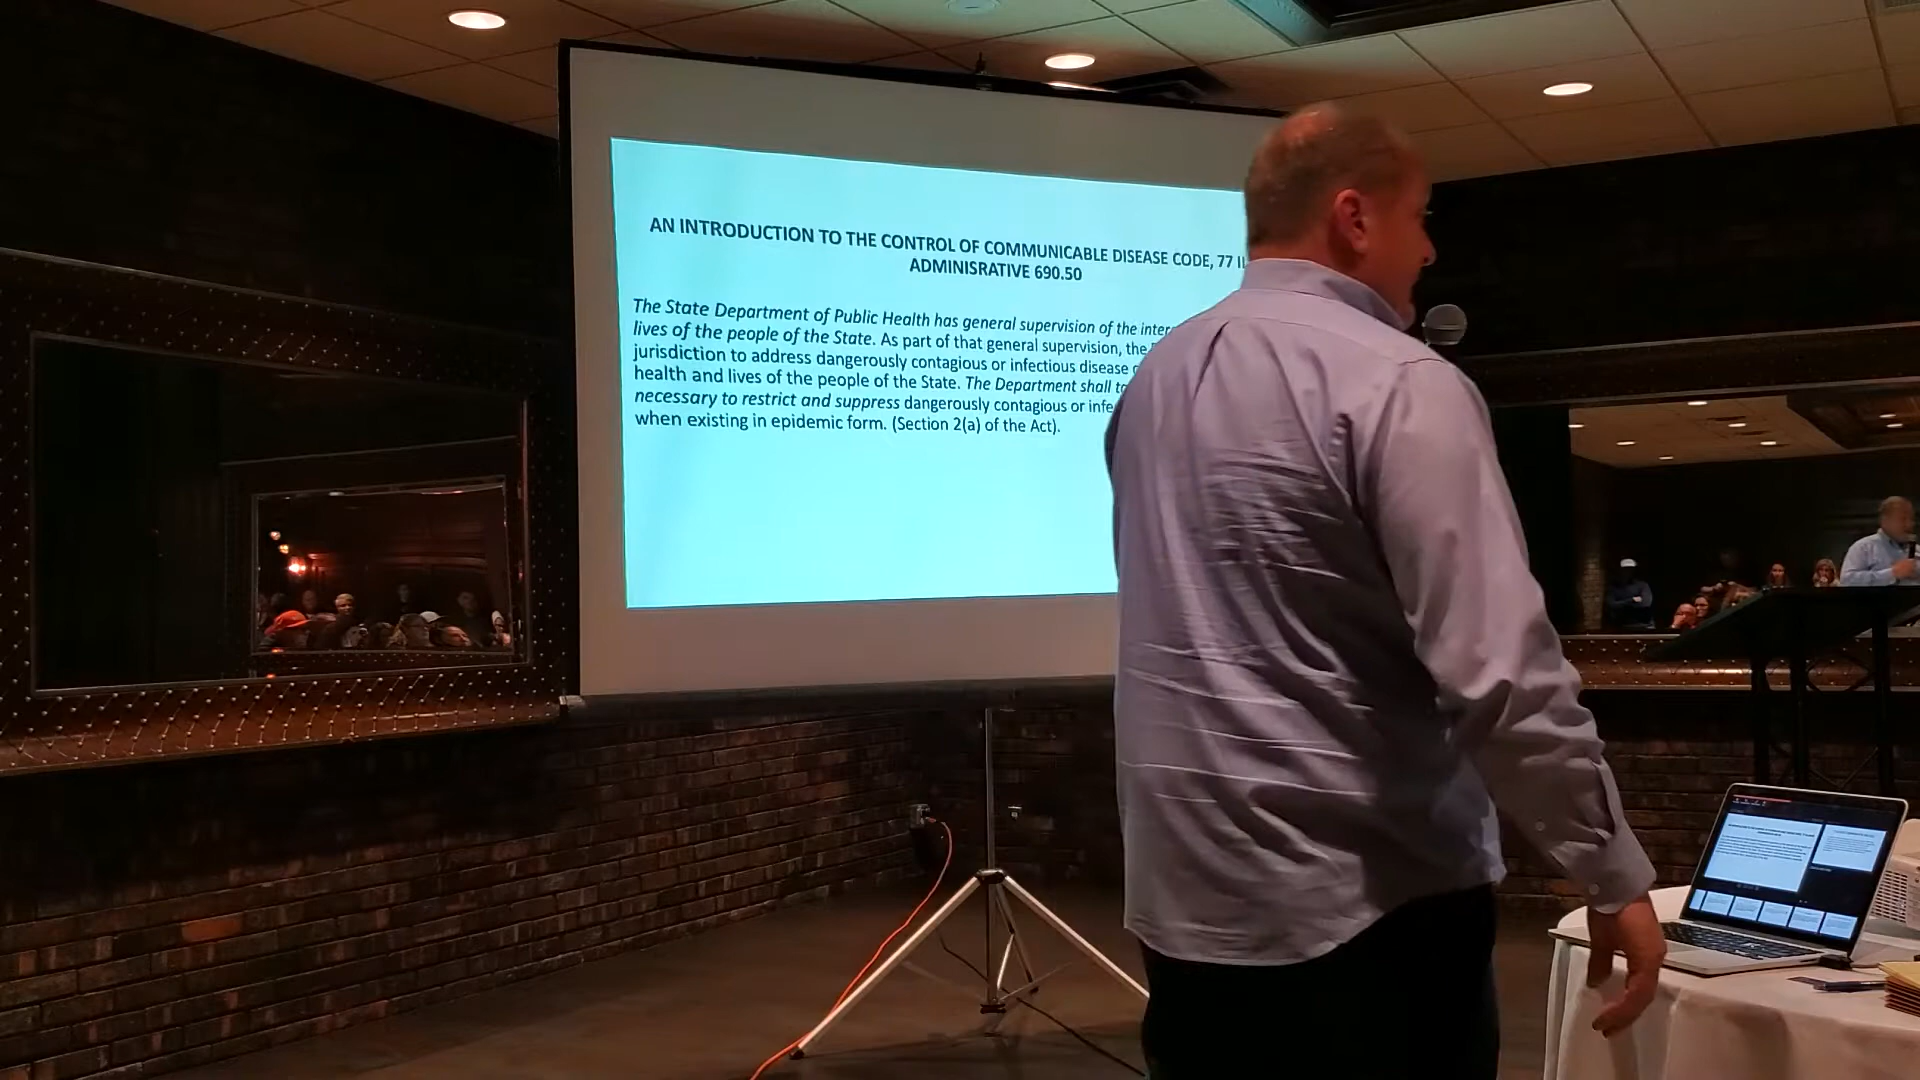 AN INTRODUCTION TO THE CONTROL OF COMMUNICABLE DISEASE CODE, 77
ADMINISRATIVE 690.50
The State Department of Public Health has general supervision of the
lives of the people of the State. As part of that general supervision, the
jurisdiction to address dangerously contagious or infectious disease
health and lives of the people of the State. The Department shall
necessary to restrict and suppress dangerously contagious or
when existing in epidemic form. (Section 2(a) of the Act).